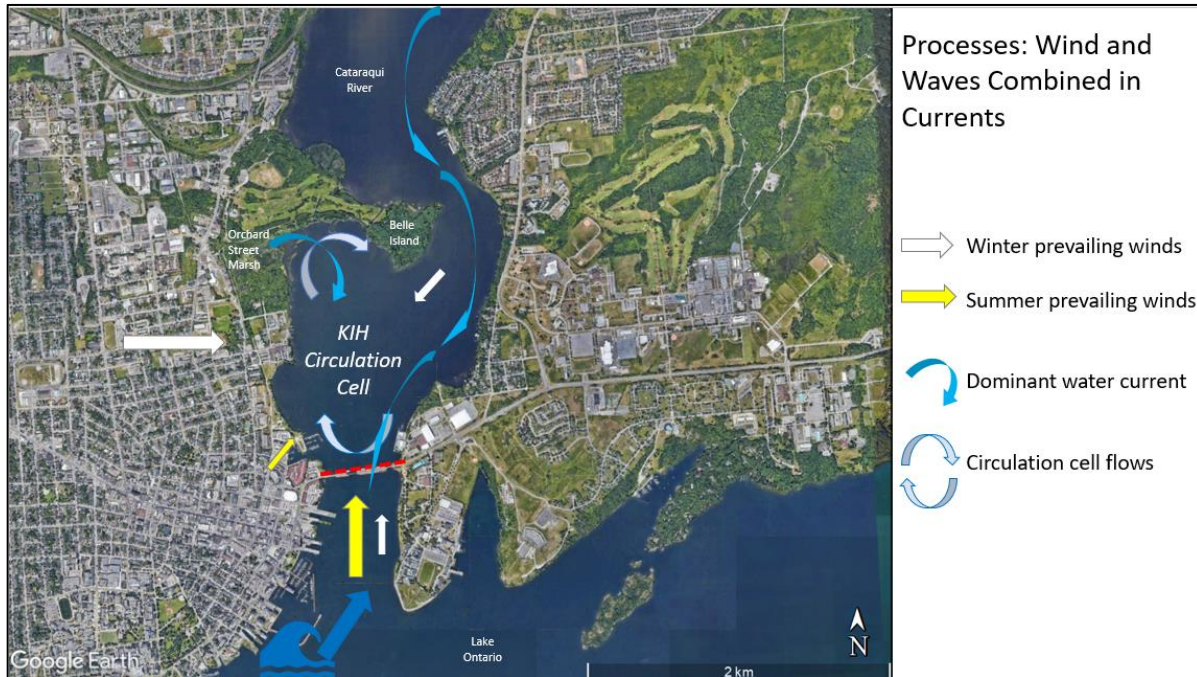 Processes: Wind and
Waves Combined in
Currents
Winter prevailing winds
Summer prevailing winds
Dominant water current
Circulation cell flows
Cataraqui
River
Orchard
Street
Marsh
Belle
Island
KIH
Circulation
Cell
Lake
Ontario
N
2 km
Google Earth